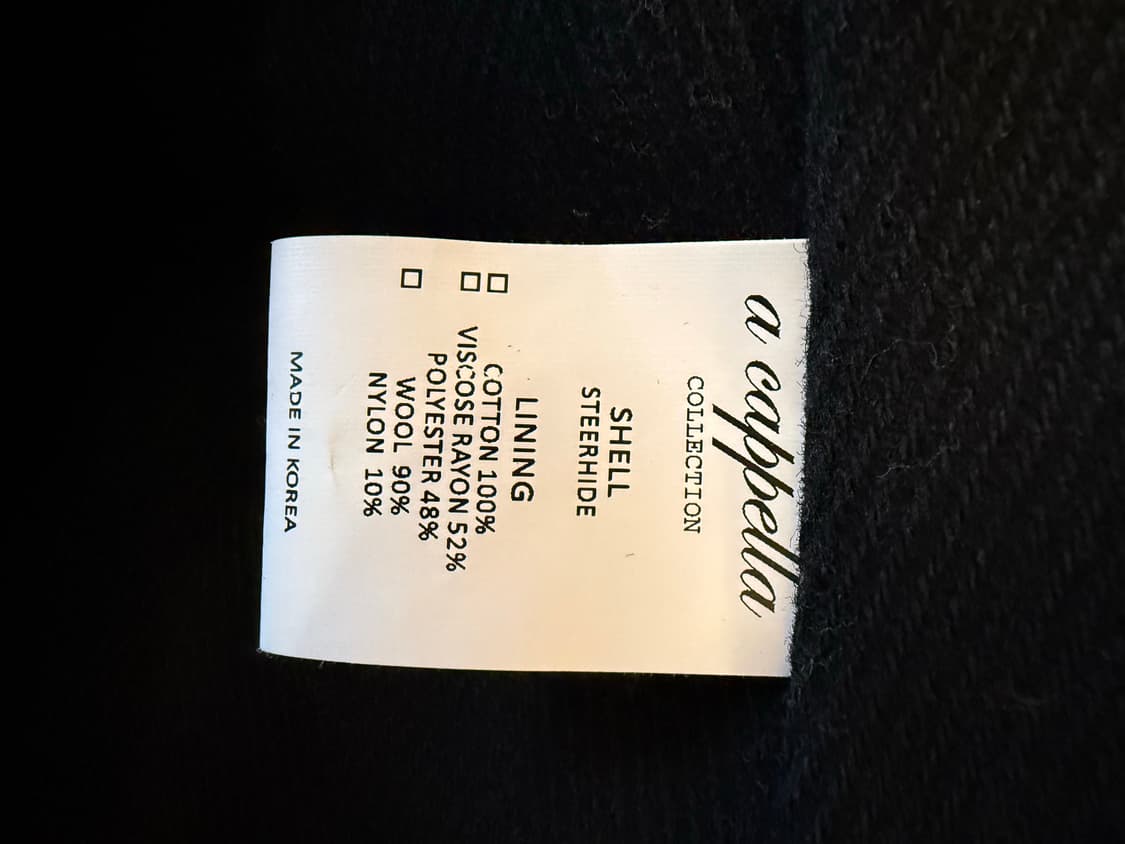 a cappella
COLLECTION
SHELL
STEERHIDE
LINING
□ COTTON 100%
□ VISCOSE RAYON 52%
POLYESTER 48%
□ WOOL 90%
NYLON 10%
MADE IN KOREA